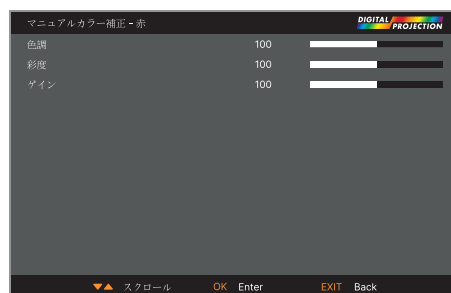 マニュアルカラー補正 - 赤
DIGITAL PROJECTION
色調 100
彩度 100
ゲイン 100
▼▲ スクロール OK Enter EXIT Back